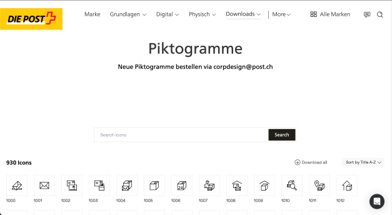 DIE POST
Marke Grundlagen Digital Physisch Downloads More Alle Marken
Piktogramme
Neue Piktogramme bestellen via corpdesign@post.ch
Search icons Search
930 Icons Download all Sort by Title A-Z
1000 1001 1002 1003 1004 1005 1006 1007 1008 1009 1010 1011 1012